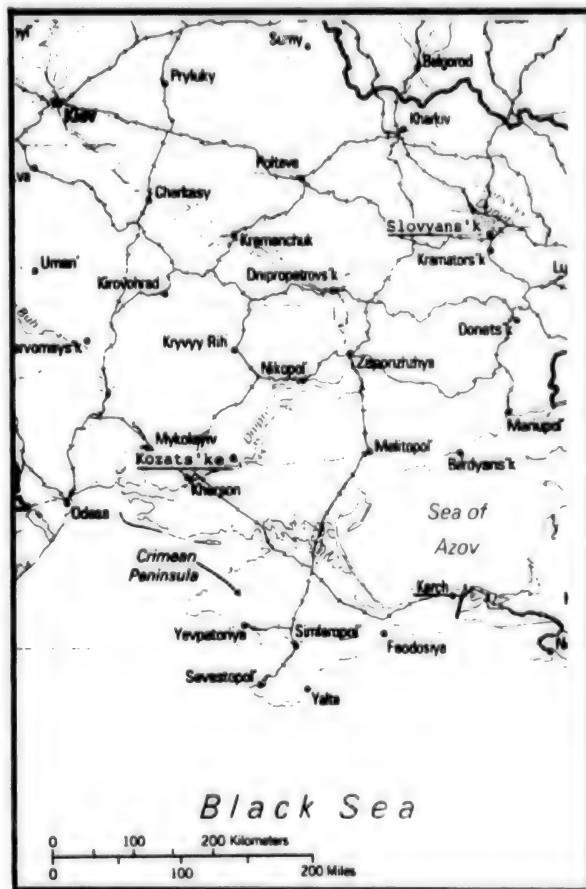 Sumy
Belgorod
Pryluky
Kiev
Kharkiv
Poltava
Cherkasy
Slovyans'k
Kremenchuk
Kramators'k
Uman'
Dnipropetrovs'k
Kirovohrad
Donets'k
Buh
Kryvyy Rih
Zaporizhzhya
Nikopol'
Mariupol'
Mykolayiv
Melitopol'
Kozats'ke
Berdyans'k
Kherson
Odesa
Sea of
Azov
Crimean
Peninsula
Kerch
Yevpatoriya
Simferopol'
Feodosiya
Sevastopol'
Yalta
Black Sea
0 100 200 Kilometers
0 100 200 Miles